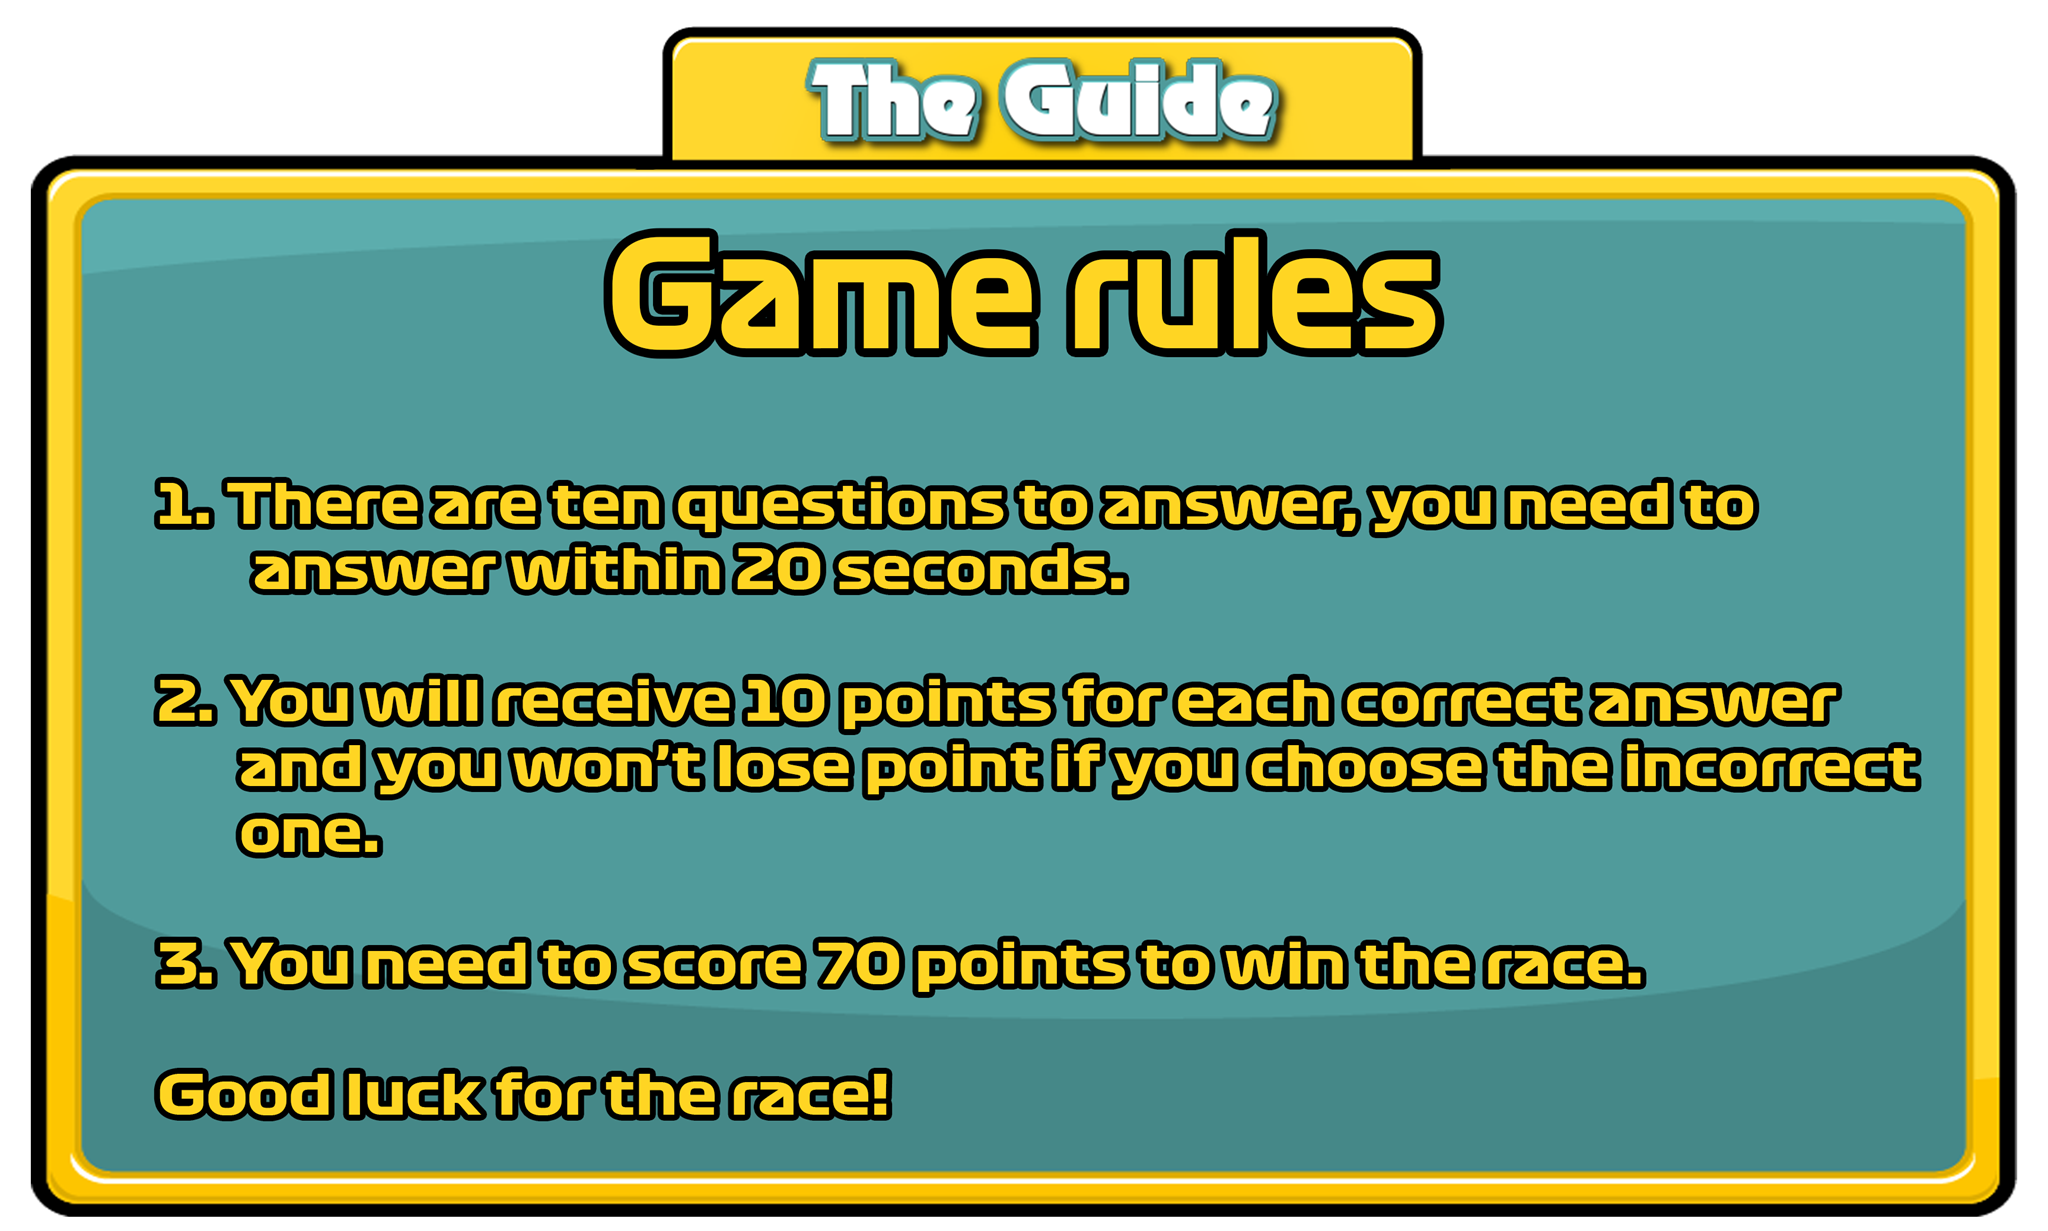 The Guide
Game rules
1. There are ten questions to answer, you need to
answer within 20 seconds.
2. You will receive 10 points for each correct answer
and you won't lose point if you choose the incorrect
one.
3. You need to score 70 points to win the race.
Good luck for the race!